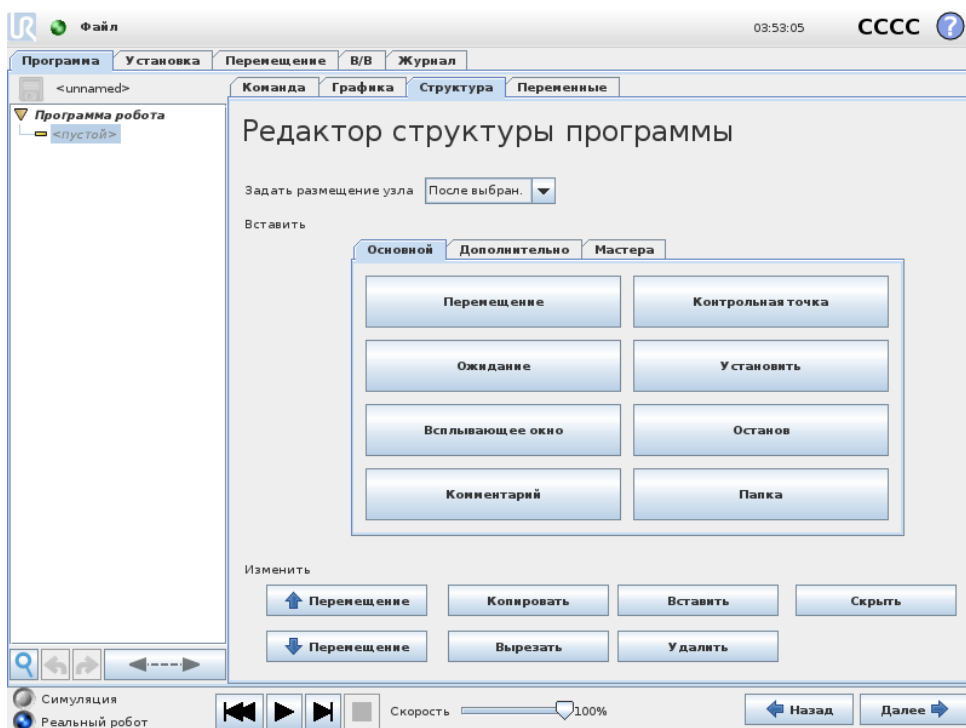 Файл
03:53:05
CCCC
?
Программа Установка Перемещение В/В Журнал
<unnamed>
Команда Графика Структура Переменные
Программа робота
<пустой>
Редактор структуры программы
Задать размещение узла После выбран.
Вставить
Основной Дополнительно Мастера
Перемещение Контрольная точка
Ожидание Установить
Всплывающее окно Останов
Комментарий Папка
Изменить
Перемещение Копировать Вставить Скрыть
Перемещение Вырезать Удалить
Симуляция
Реальный робот
Скорость 100%
Назад Далее